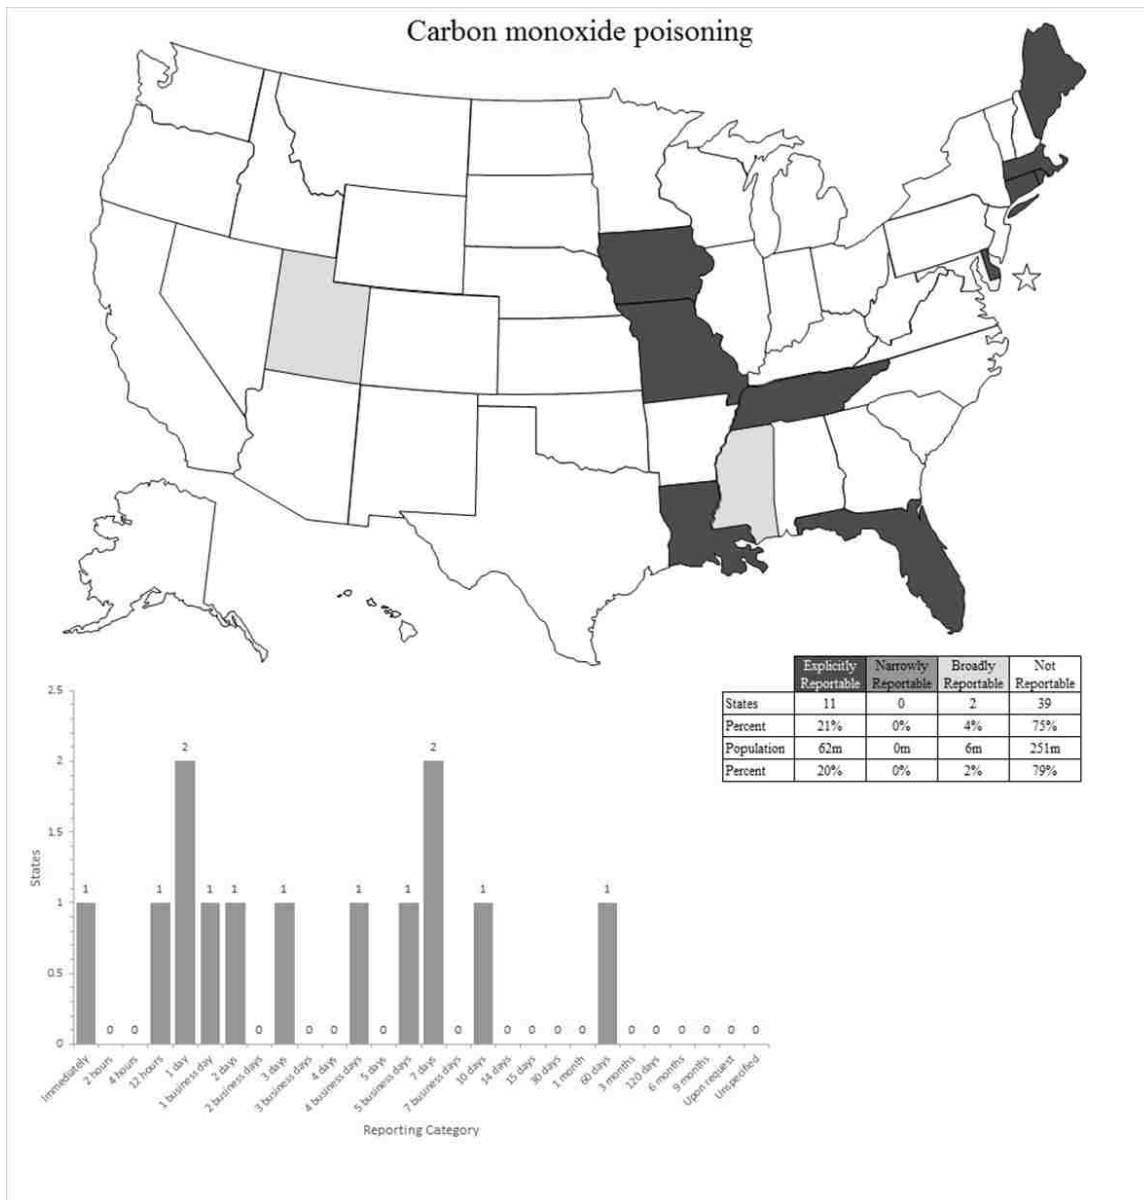 Carbon monoxide poisoning
Explicitly Reportable Narrowly Reportable Broadly Reportable Not Reportable
States 11 0 2 39
Percent 21% 0% 4% 75%
Population 62m 0m 6m 251m
Percent 20% 0% 2% 79%
2.5
2
1.5
1
0.5
0
States
1 0 0 1 2 1 1 0 1 0 0 1 0 1 2 0 1 0 0 0 0 1 0 0 0 0 0 0
Immediately
2 hours
4 hours
12 hours
1 day
1 business day
2 days
2 business days
3 days
3 business days
4 days
4 business days
5 days
5 business days
7 days
7 business days
10 days
14 days
15 days
30 days
1 month
60 days
3 months
120 days
6 months
9 months
Upon request
Unspecified
Reporting Category